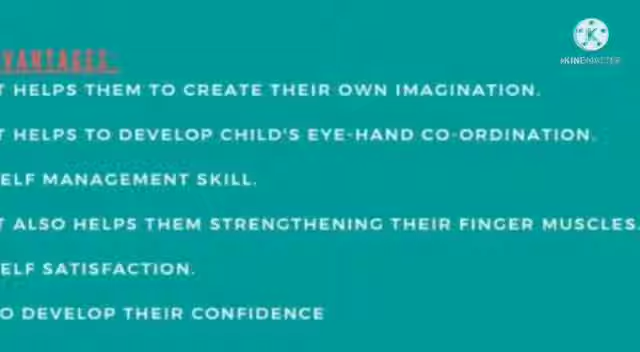 VANTAGES:
T HELPS THEM TO CREATE THEIR OWN IMAGINATION.
T HELPS TO DEVELOP CHILD'S EYE-HAND CO-ORDINATION.
ELF MANAGEMENT SKILL.
T ALSO HELPS THEM STRENGTHENING THEIR FINGER MUSCLES.
ELF SATISFACTION.
O DEVELOP THEIR CONFIDENCE
K
KINEMASTER